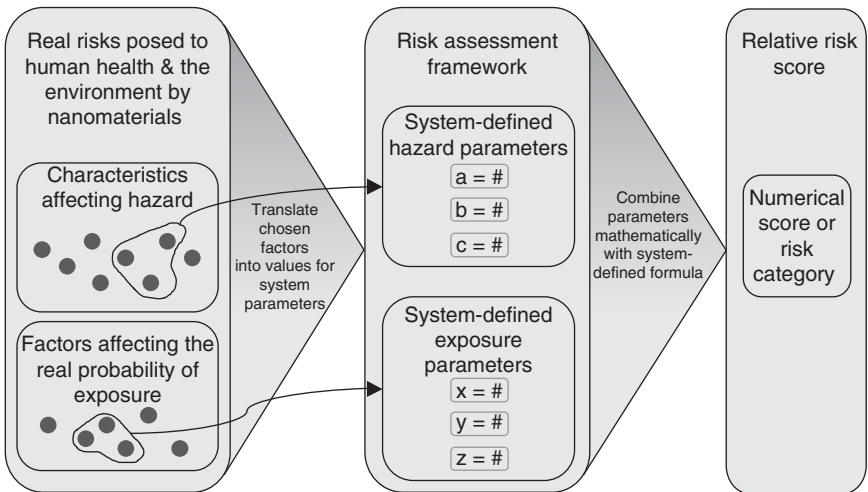 Real risks posed to
human health & the
environment by
nanomaterials
Characteristics
affecting hazard
Factors affecting the
real probability of
exposure
Translate
chosen
factors
into values for
system
parameters
Risk assessment
framework
System-defined
hazard parameters
a = #
b = #
c = #
System-defined
exposure
parameters
x = #
y = #
z = #
Combine
parameters
mathematically
with system-
defined formula
Relative risk
score
Numerical
score or
risk
category